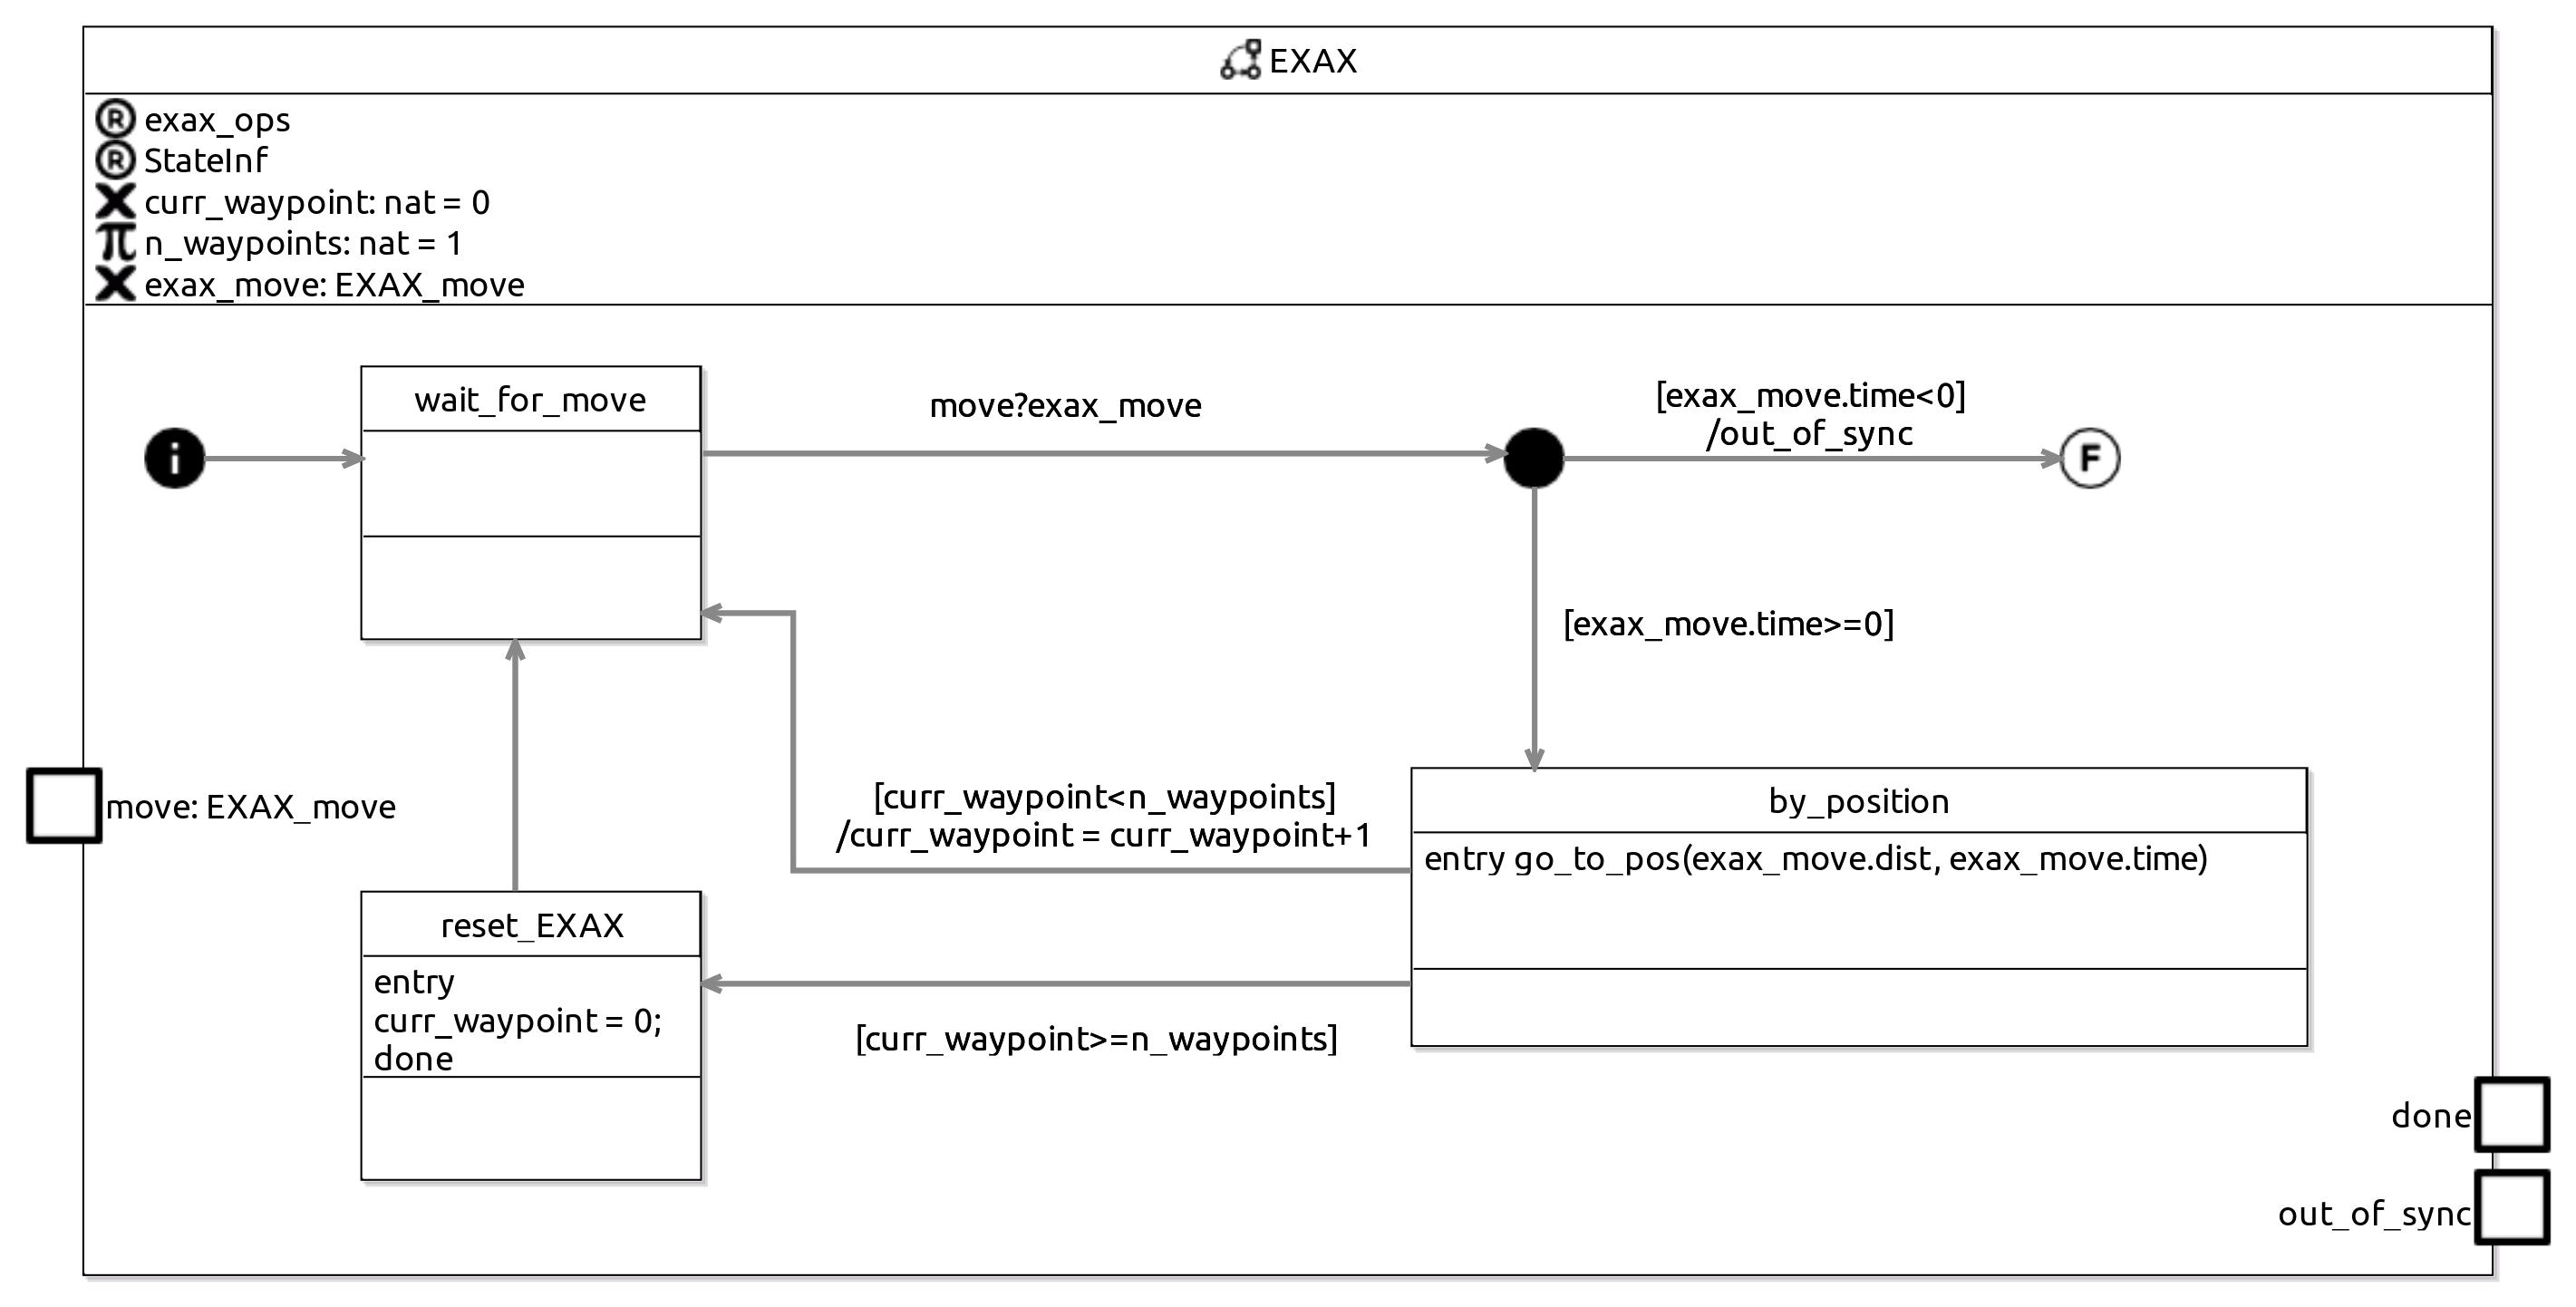 EXAX
R exax_ops
R StateInf
curr_waypoint: nat = 0
π n_waypoints: nat = 1
exax_move: EXAX_move
i
wait_for_move
move?exax_move
[exax_move.time<0]
/out_of_sync
F
[exax_move.time>=0]
move: EXAX_move
[curr_waypoint<n_waypoints]
/curr_waypoint = curr_waypoint+1
by_position
entry go_to_pos(exax_move.dist, exax_move.time)
reset_EXAX
entry
curr_waypoint = 0;
done
[curr_waypoint>=n_waypoints]
done
out_of_sync